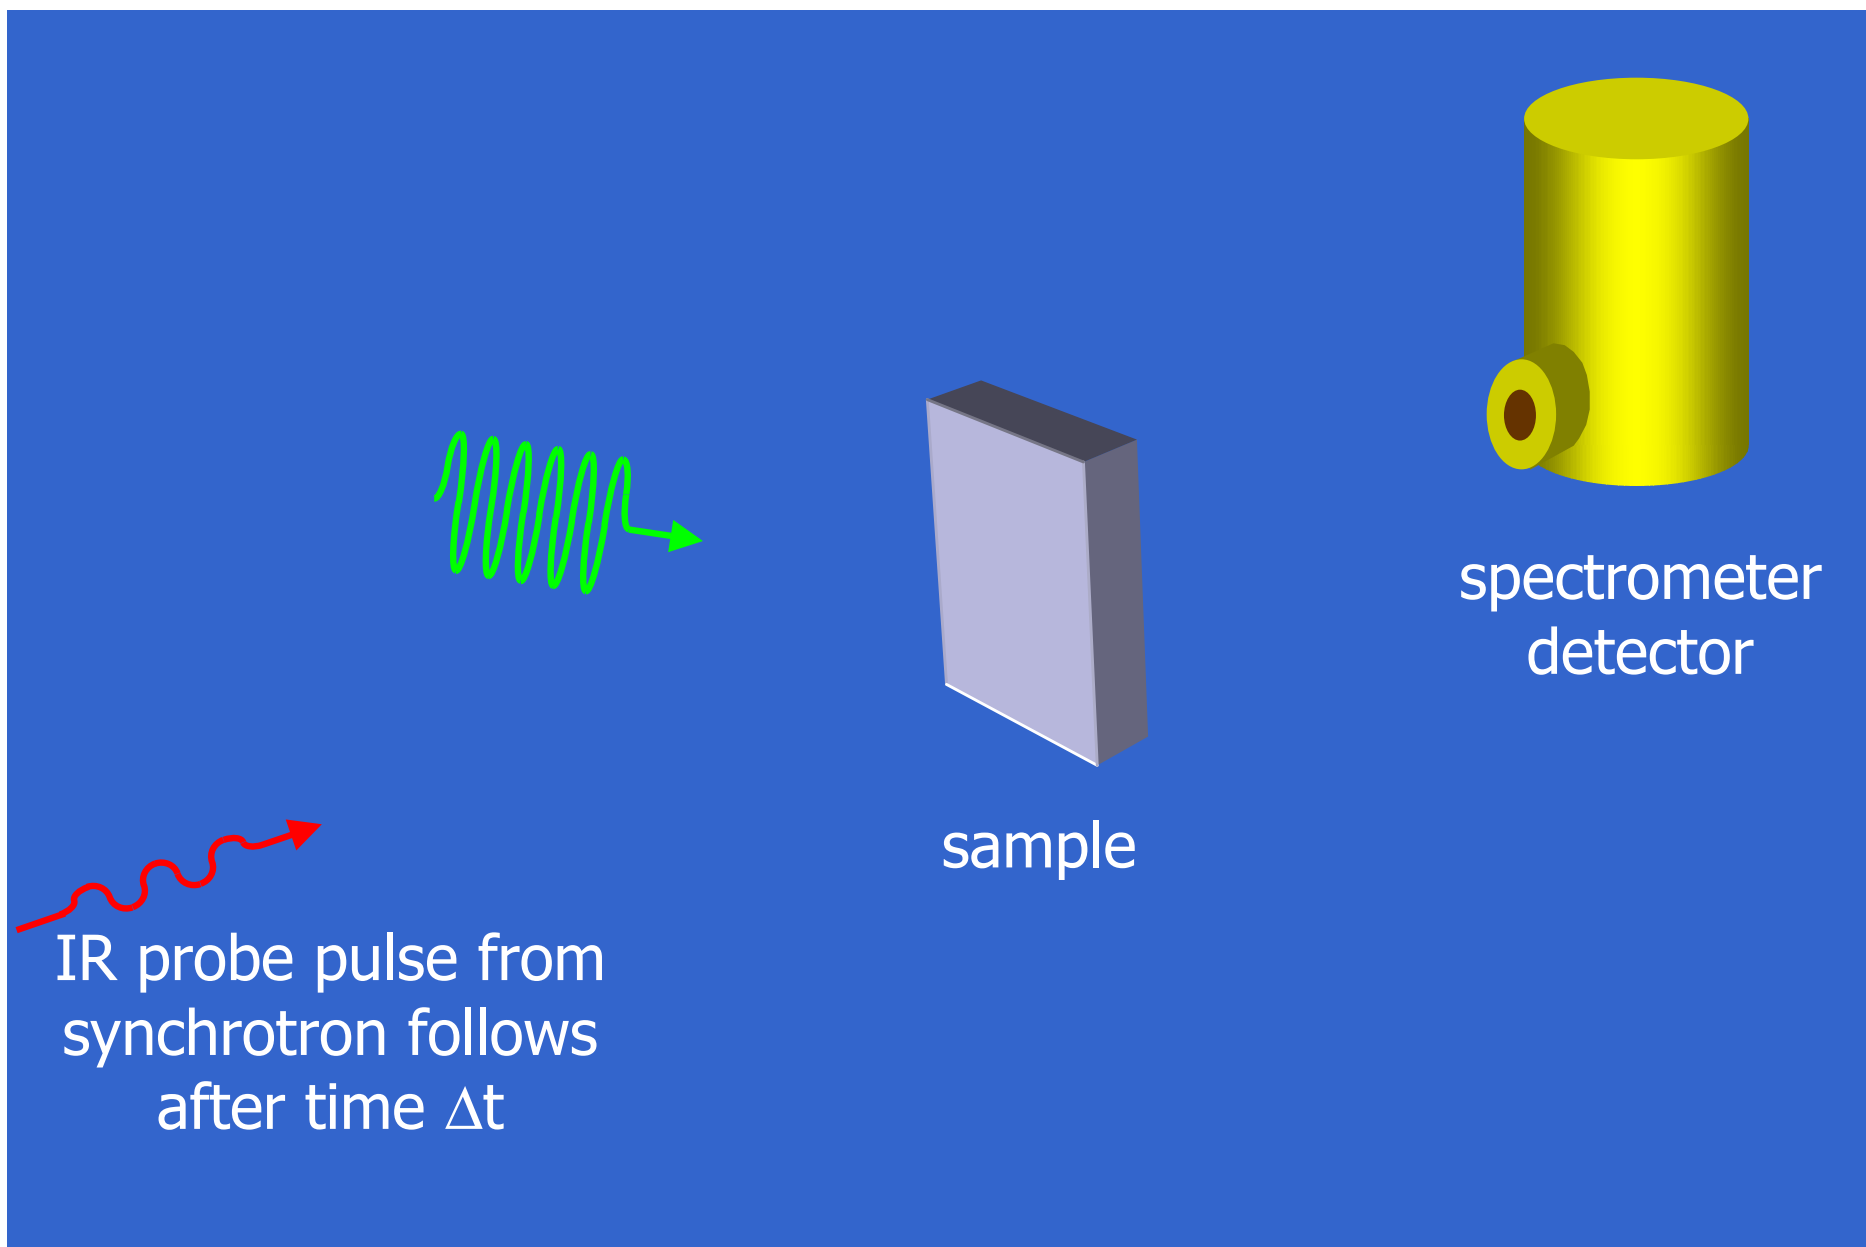 spectrometer
detector
sample
IR probe pulse from
synchrotron follows
after time Δt